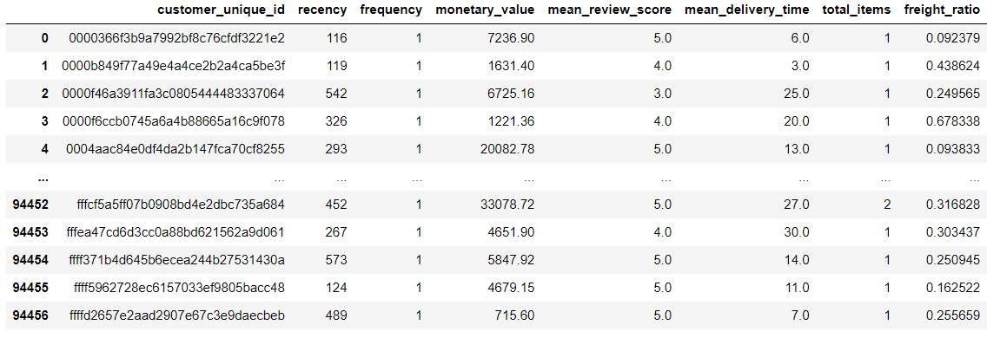 customer_unique_id recency frequency monetary_value mean_review_score mean_delivery_time total_items freight_ratio
0 0000366f3b9a7992bf8c76cfdf3221e2 116 1 7236.90 5.0 6.0 1 0.092379
1 0000b849f77a49e4a4ce2b2a4ca5be3f 119 1 1631.40 4.0 3.0 1 0.438624
2 0000f46a3911fa3c0805444483337064 542 1 6725.16 3.0 25.0 1 0.249565
3 0000f6ccb0745a6a4b88665a16c9f078 326 1 1221.36 4.0 20.0 1 0.678338
4 0004aac84e0df4da2b147fca70cf8255 293 1 20082.78 5.0 13.0 1 0.093833
... ... ... ... ... ... ... ... ...
94452 fffcf5a5ff07b0908bd4e2dbc735a684 452 1 33078.72 5.0 27.0 2 0.316828
94453 fffea47cd6d3cc0a88bd621562a9d061 267 1 4651.90 4.0 30.0 1 0.303437
94454 ffff371b4d645b6ecea244b27531430a 573 1 5847.92 5.0 14.0 1 0.250945
94455 ffff5962728ec6157033ef9805bacc48 124 1 4679.15 5.0 11.0 1 0.162522
94456 ffffd2657e2aad2907e67c3e9daecbeb 489 1 715.60 5.0 7.0 1 0.255659